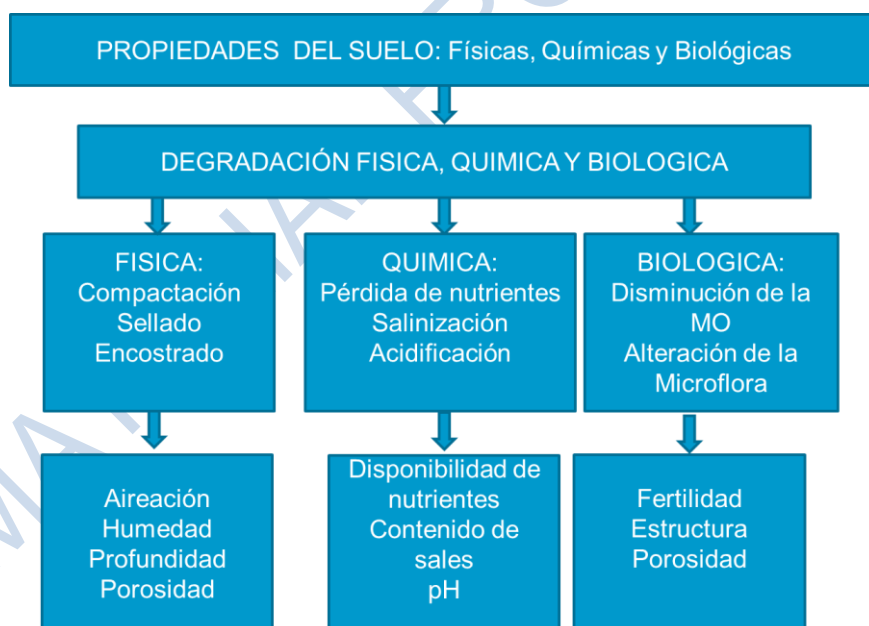 PROPIEDADES DEL SUELO: Físicas, Químicas y Biológicas
DEGRADACIÓN FISICA, QUIMICA Y BIOLOGICA
FISICA:
Compactación
Sellado
Encostrado
QUIMICA:
Pérdida de nutrientes
Salinización
Acidificación
BIOLOGICA:
Disminución de la
MO
Alteración de la
Microflora
Aireación
Humedad
Profundidad
Porosidad
Disponibilidad de
nutrientes
Contenido de
sales
pH
Fertilidad
Estructura
Porosidad